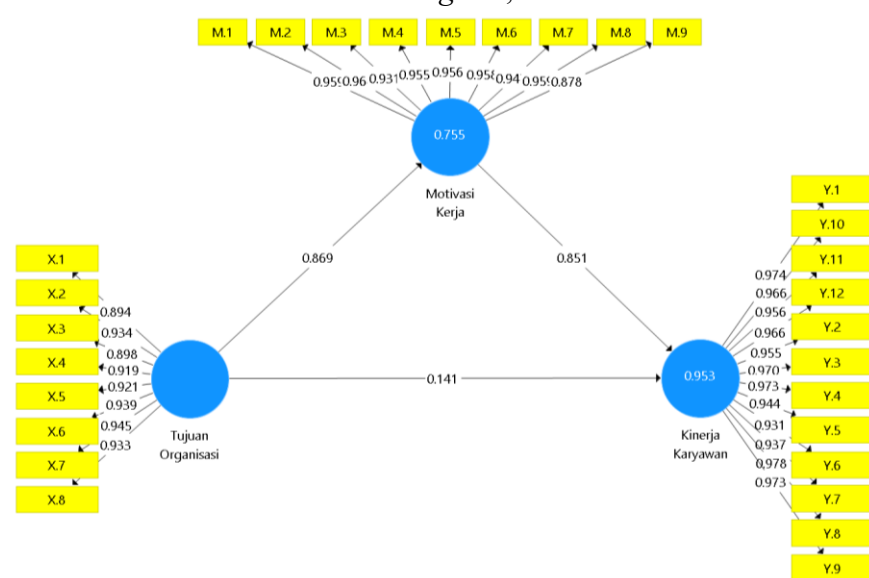 M.1 M.2 M.3 M.4 M.5 M.6 M.7 M.8 M.9
0.931 0.955 0.956 0.878
0.755
Motivasi
Kerja
0.869
0.851
X.1
X.2
X.3
X.4
X.5
X.6
X.7
X.8
0.894
0.934
0.898
0.919
0.921
0.939
0.945
0.933
Tujuan
Organisasi
0.141
0.953
Kinerja
Karyawan
0.974
0.966
0.956
0.966
0.955
0.970
0.973
0.944
0.931
0.937
0.978
0.973
Y.1
Y.10
Y.11
Y.12
Y.2
Y.3
Y.4
Y.5
Y.6
Y.7
Y.8
Y.9